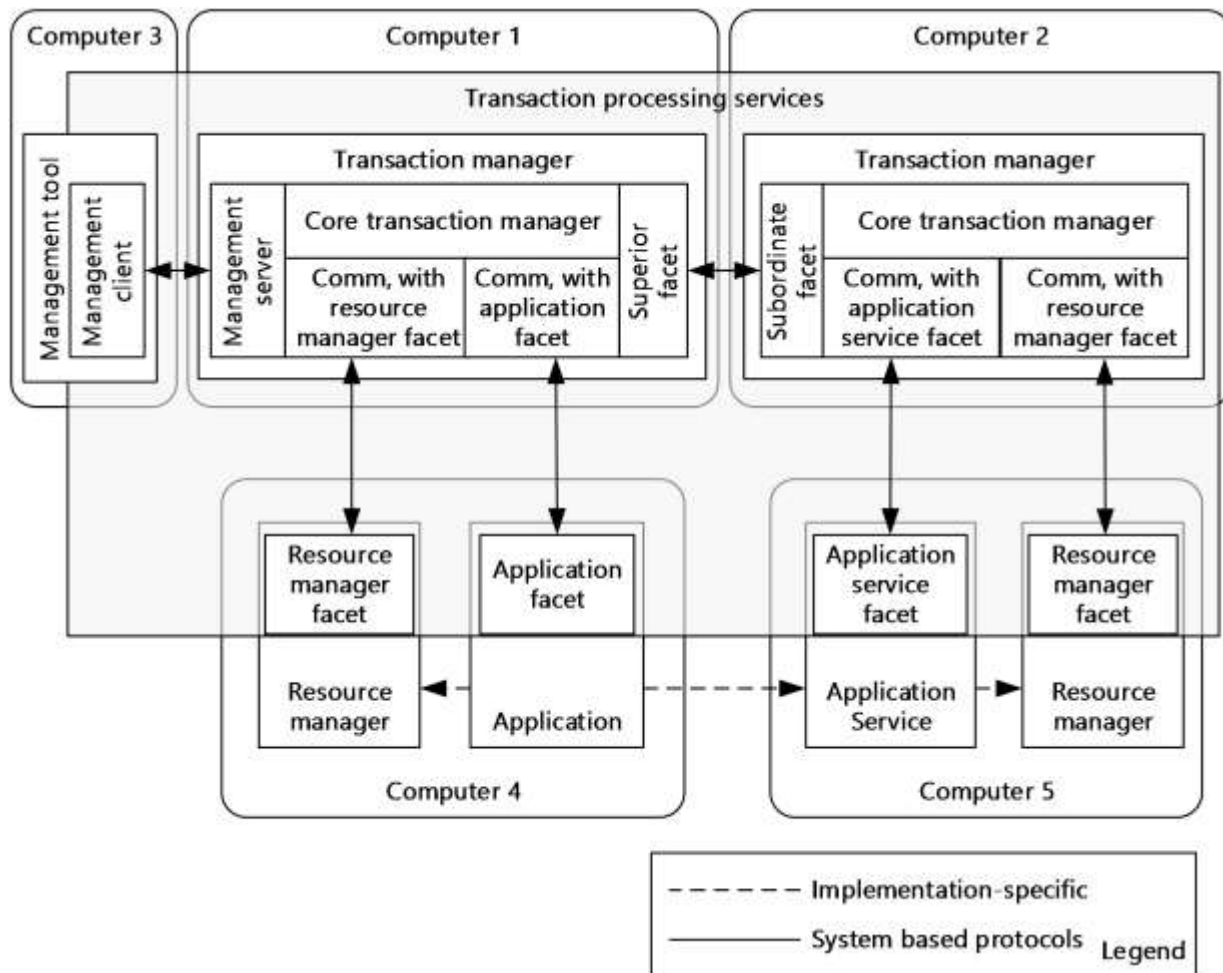 Computer 3
Computer 1
Computer 2
Transaction processing services
Management tool
Management
client
Transaction manager
Management
server
Core transaction manager
Comm, with
resource
manager facet
Comm, with
application
facet
Superior
facet
Transaction manager
Subordinate
facet
Core transaction manager
Comm, with
application
service facet
Comm, with
resource
manager facet
Resource
manager
facet
Application
facet
Application
service
facet
Resource
manager
facet
Resource
manager
Application
Application
Service
Resource
manager
Computer 4
Computer 5
Implementation-specific
System based protocols
Legend